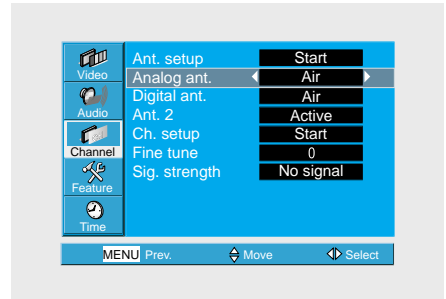 Video
Audio
Channel
Feature
Time
Ant. setup Start
Analog ant. Air
Digital ant. Air
Ant. 2 Active
Ch. setup Start
Fine tune 0
Sig. strength No signal
MENU Prev. Move Select